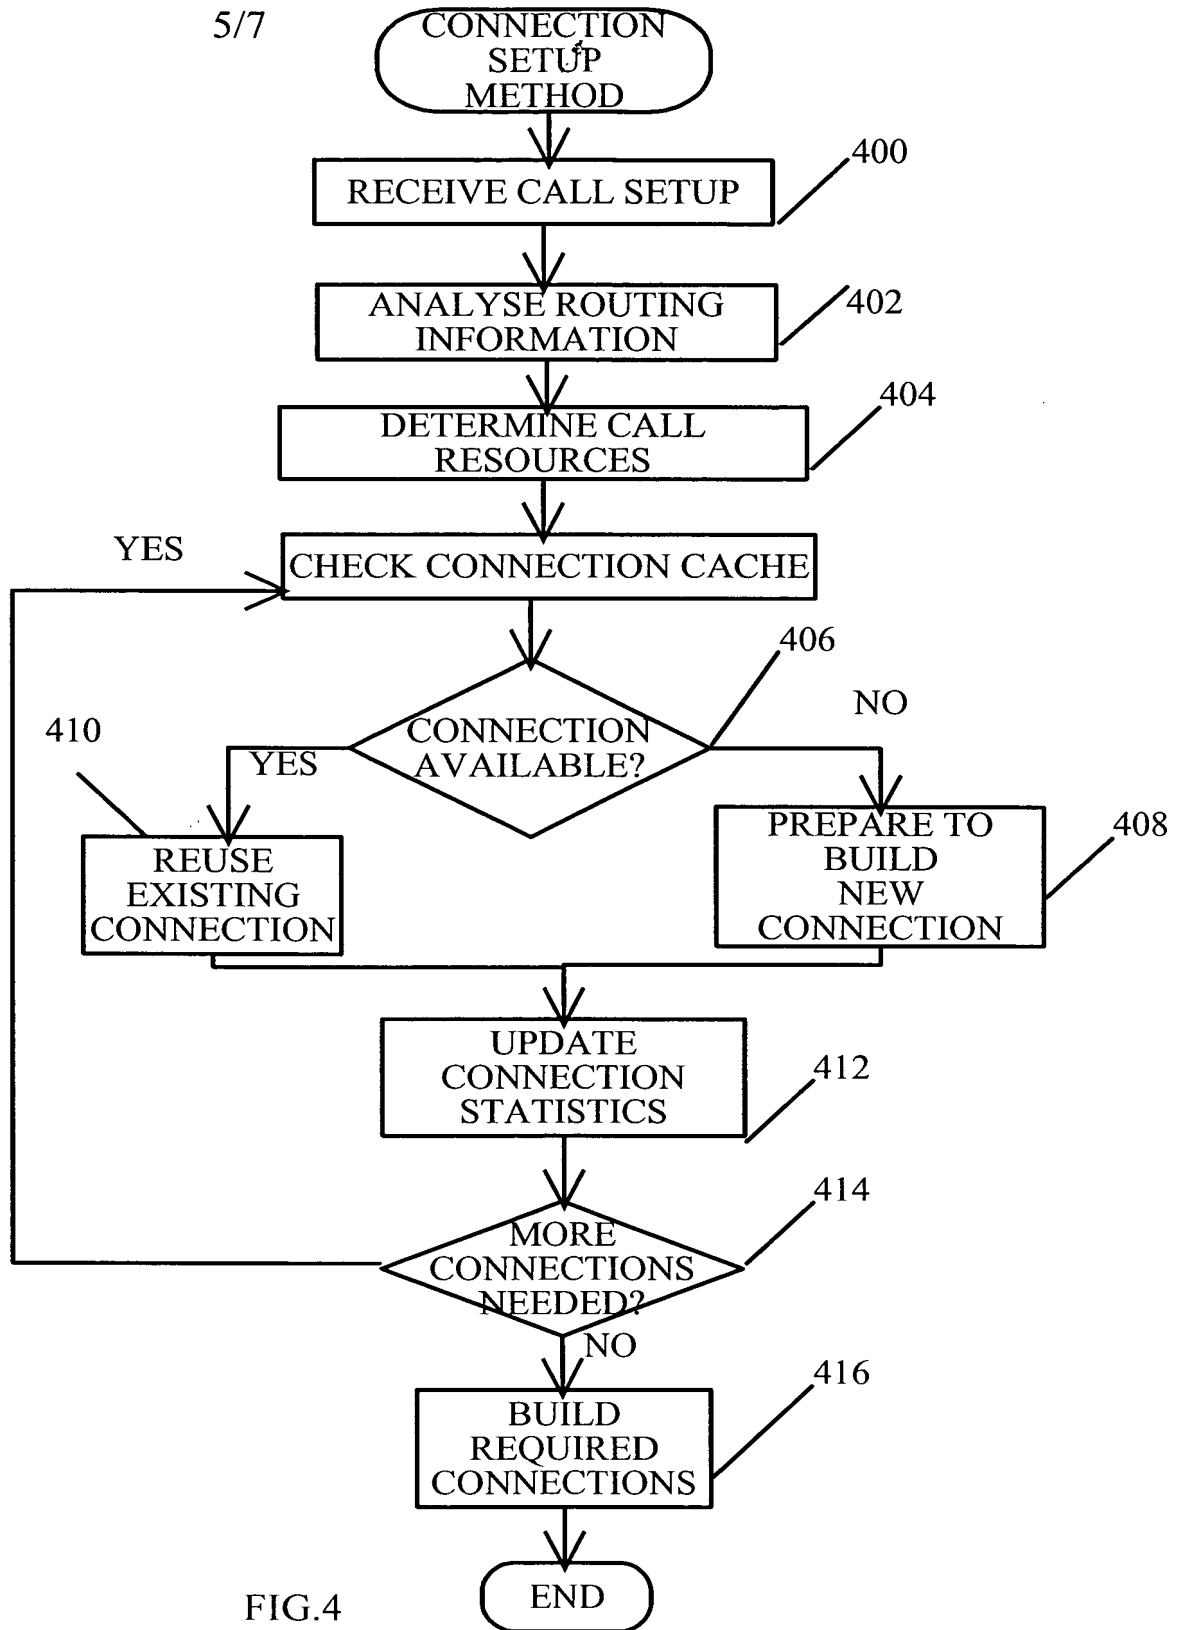 5/7
CONNECTION
SETUP
METHOD
400
RECEIVE CALL SETUP
ANALYSE ROUTING
INFORMATION
402
404
DETERMINE CALL
RESOURCES
YES
CHECK CONNECTION CACHE
406
NO
410
CONNECTION
AVAILABLE?
YES
PREPARE TO
BUILD
NEW
CONNECTION
408
REUSE
EXISTING
CONNECTION
UPDATE
CONNECTION
STATISTICS
412
414
MORE
CONNECTIONS
NEEDED?
NO
416
BUILD
REQUIRED
CONNECTIONS
END
FIG.4